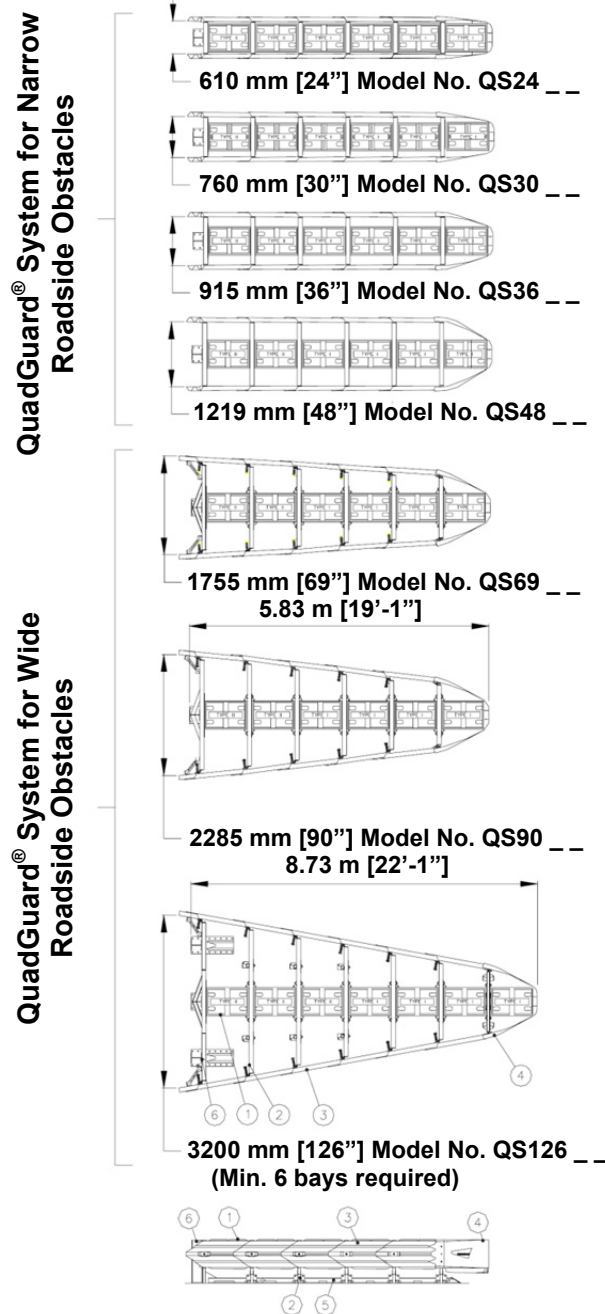 QuadGuard® System for Narrow
Roadside Obstacles
610 mm [24”] Model No. QS24 _ _
760 mm [30”] Model No. QS30 _ _
915 mm [36”] Model No. QS36 _ _
1219 mm [48”] Model No. QS48 _ _
QuadGuard® System for Wide
Roadside Obstacles
1755 mm [69”] Model No. QS69 _ _
5.83 m [19’-1”]
2285 mm [90”] Model No. QS90 _ _
8.73 m [22’-1”]
6 1 2 3 4
3200 mm [126”] Model No. QS126 _ _
(Min. 6 bays required)
6 1 3 4
2 5